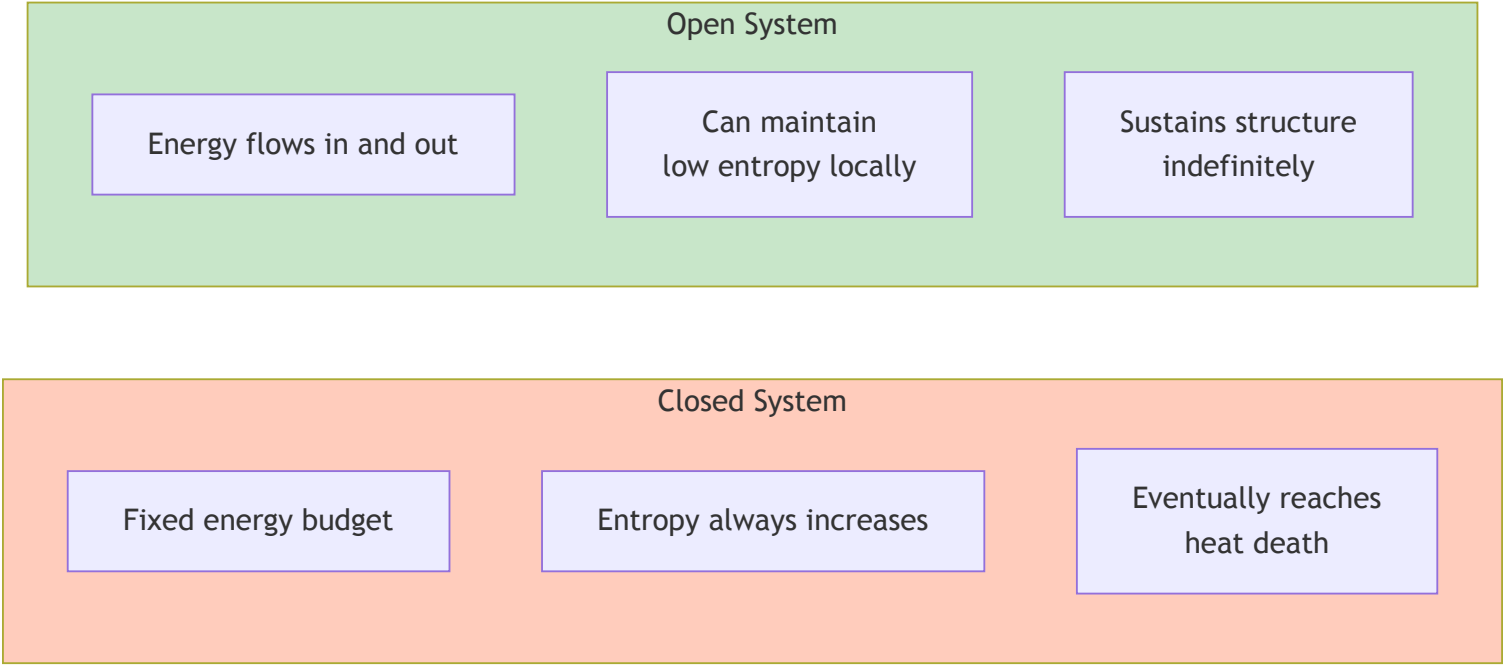 Open System
Energy flows in and out
Can maintain
low entropy locally
Sustains structure
indefinitely
Closed System
Fixed energy budget
Entropy always increases
Eventually reaches
heat death